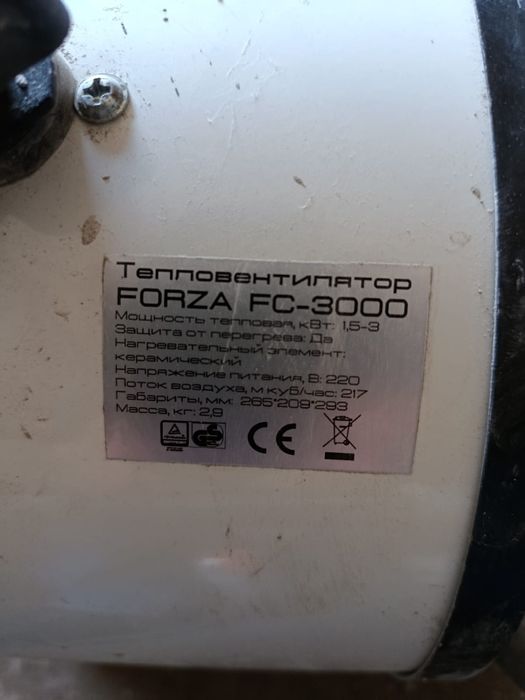 Тепловентилятор
FORZA FC-3000
Мощность тепловая, кВт: 1,5-3
Защита от перегрева: Да
Нагревательный элемент:
керамический
Напряжение питания, В: 220
Поток воздуха, м куб/час: 217
Габариты, мм: 265*209*293
Масса, кг: 2,9
CE